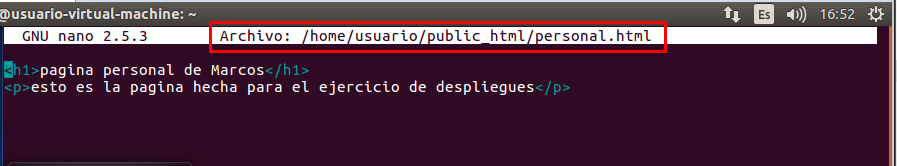 @usuario-virtual-machine: ~ Es 16:52
GNU nano 2.5.3 Archivo: /home/usuario/public_html/personal.html
<h1>pagina personal de Marcos</h1>
<p>esto es la pagina hecha para el ejercicio de despliegues</p>